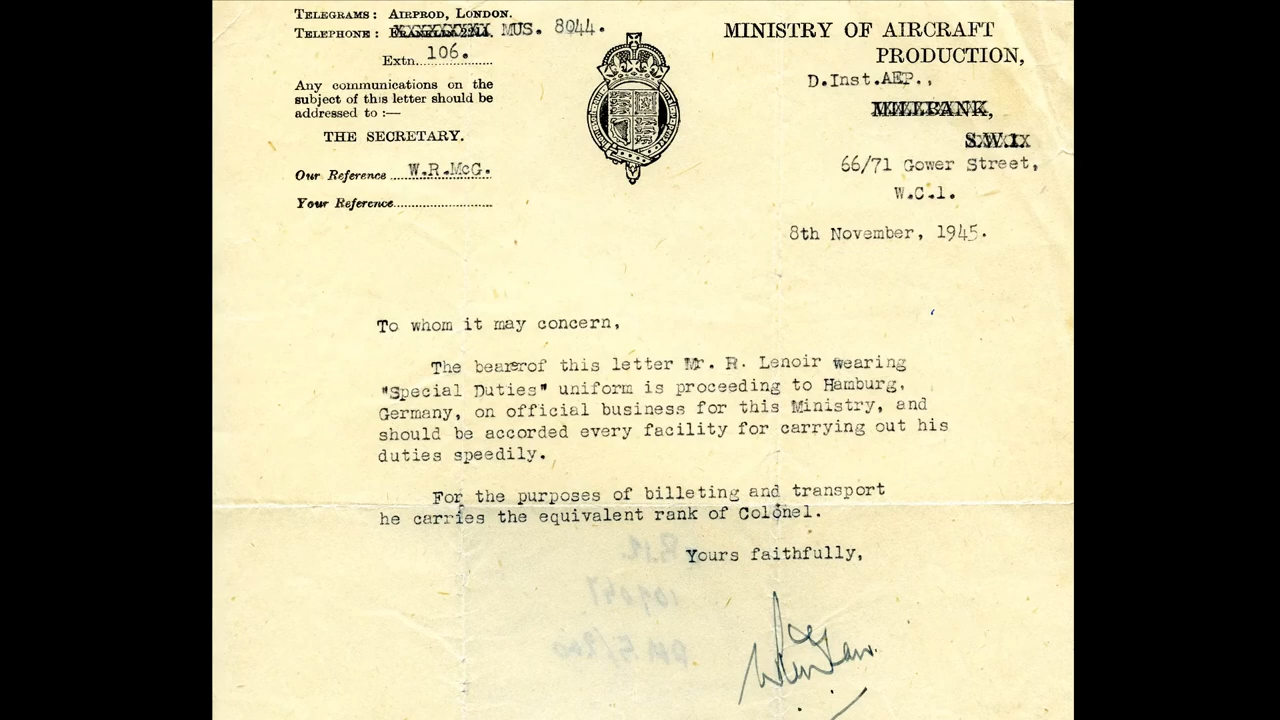 TELEGRAMS: AIRPROD, LONDON.
TELEPHONE: FRANKLIN 2211. MUS. 8044.
Extn. 106.
Any communications on the
subject of this letter should be
addressed to :—
THE SECRETARY.
Our Reference W.R.McG.
Your Reference
MINISTRY OF AIRCRAFT
PRODUCTION,
D.Inst.AEP.,
MILLBANK,
S.W.1.
66/71 Gower Street,
W.C.1.
8th November, 1945.
To whom it may concern,
The bearer of this letter Mr. R. Lenoir wearing
"Special Duties" uniform is proceeding to Hamburg,
Germany, on official business for this Ministry, and
should be accorded every facility for carrying out his
duties speedily.
For the purposes of billeting and transport
he carries the equivalent rank of Colonel.
Yours faithfully,